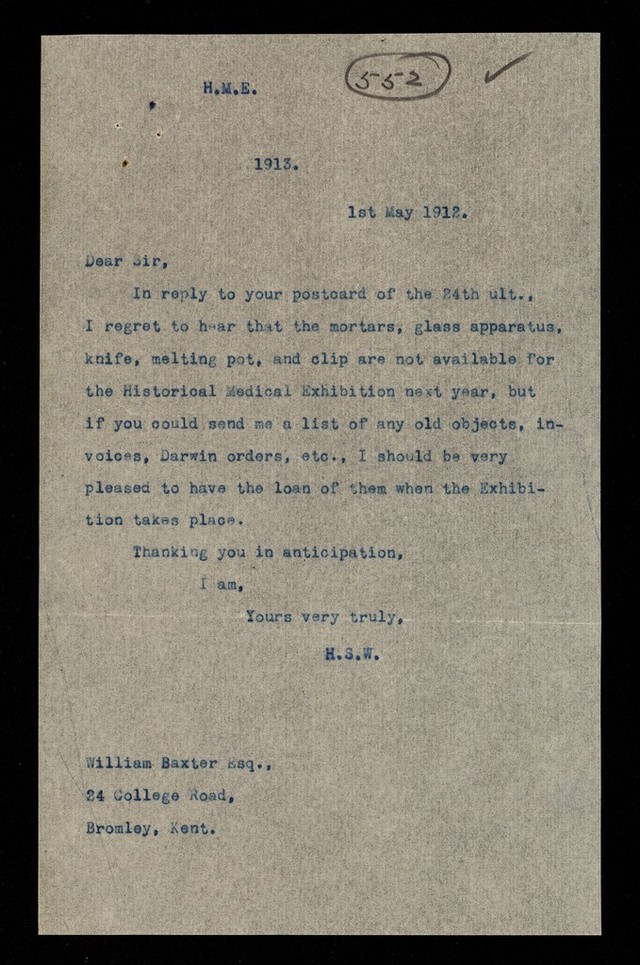 H.M.E.
552
1913.
1st May 1912.
Dear Sir,
In reply to your postcard of the 24th ult.,
I regret to hear that the mortars, glass apparatus,
knife, melting pot, and clip are not available for
the Historical Medical Exhibition next year, but
if you could send me a list of any old objects, in-
voices, Darwin orders, etc., I should be very
pleased to have the loan of them when the Exhibi-
tion takes place.
Thanking you in anticipation,
I am,
Yours very truly,
H.S.W.
William Baxter Esq.,
24 College Road,
Bromley, Kent.